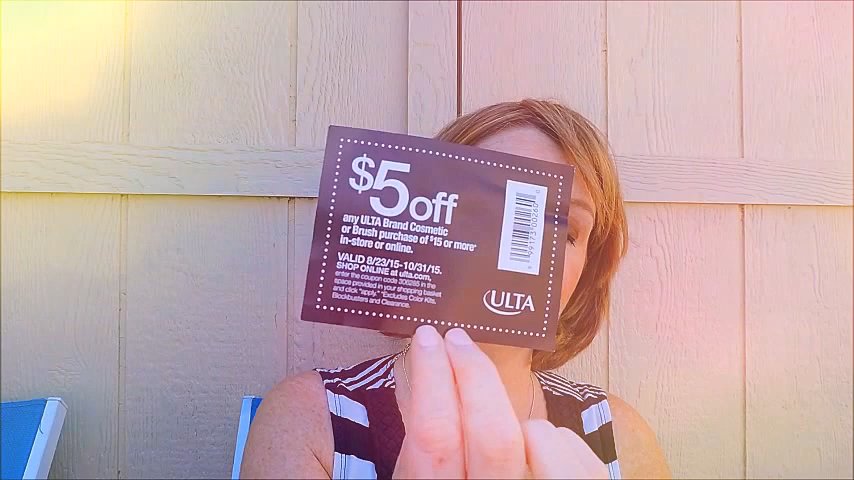 $5 off
any ULTA Brand Cosmetic
or Brush purchase of $15 or more*
in-store or online.
VALID 8/23/15-10/31/15.
SHOP ONLINE at ulta.com,
enter the coupon code 306285 in the
space provided in your shopping basket
and click "apply." *Excludes Color Kits,
Blockbusters and Clearance.
ULTA